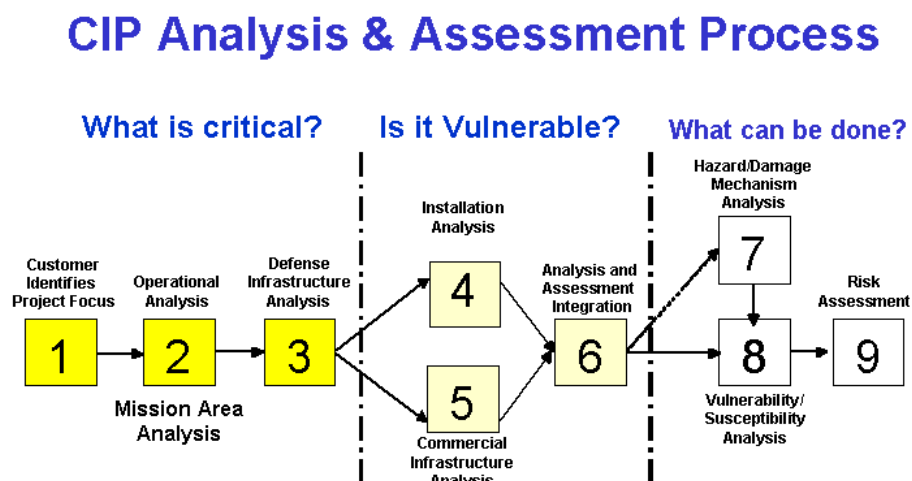 CIP Analysis & Assessment Process
What is critical?
Is it Vulnerable?
What can be done?
Customer
Identifies
Project Focus
1
Operational
Analysis
2
Mission Area
Analysis
Defense
Infrastructure
Analysis
3
Installation
Analysis
4
5
Commercial
Infrastructure
Analysis
Analysis and
Assessment
Integration
6
Hazard/Damage
Mechanism
Analysis
7
8
Vulnerability/
Susceptibility
Analysis
Risk
Assessment
9